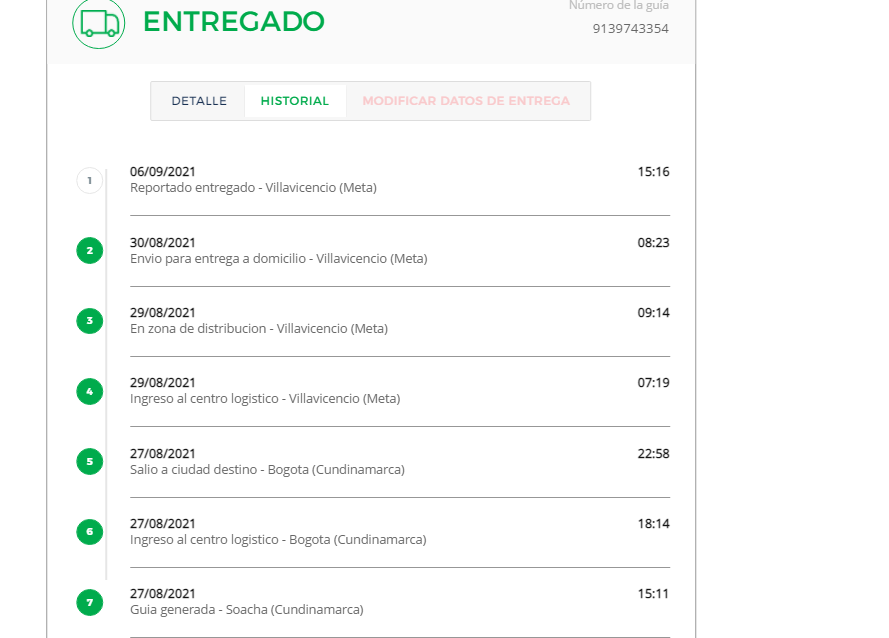 ENTREGADO
Número de la guía
9139743354
DETALLE HISTORIAL MODIFICAR DATOS DE ENTREGA
1 06/09/2021 15:16
Reportado entregado - Villavicencio (Meta)
2 30/08/2021 08:23
Envio para entrega a domicilio - Villavicencio (Meta)
3 29/08/2021 09:14
En zona de distribucion - Villavicencio (Meta)
4 29/08/2021 07:19
Ingreso al centro logistico - Villavicencio (Meta)
5 27/08/2021 22:58
Salio a ciudad destino - Bogota (Cundinamarca)
6 27/08/2021 18:14
Ingreso al centro logistico - Bogota (Cundinamarca)
7 27/08/2021 15:11
Guia generada - Soacha (Cundinamarca)